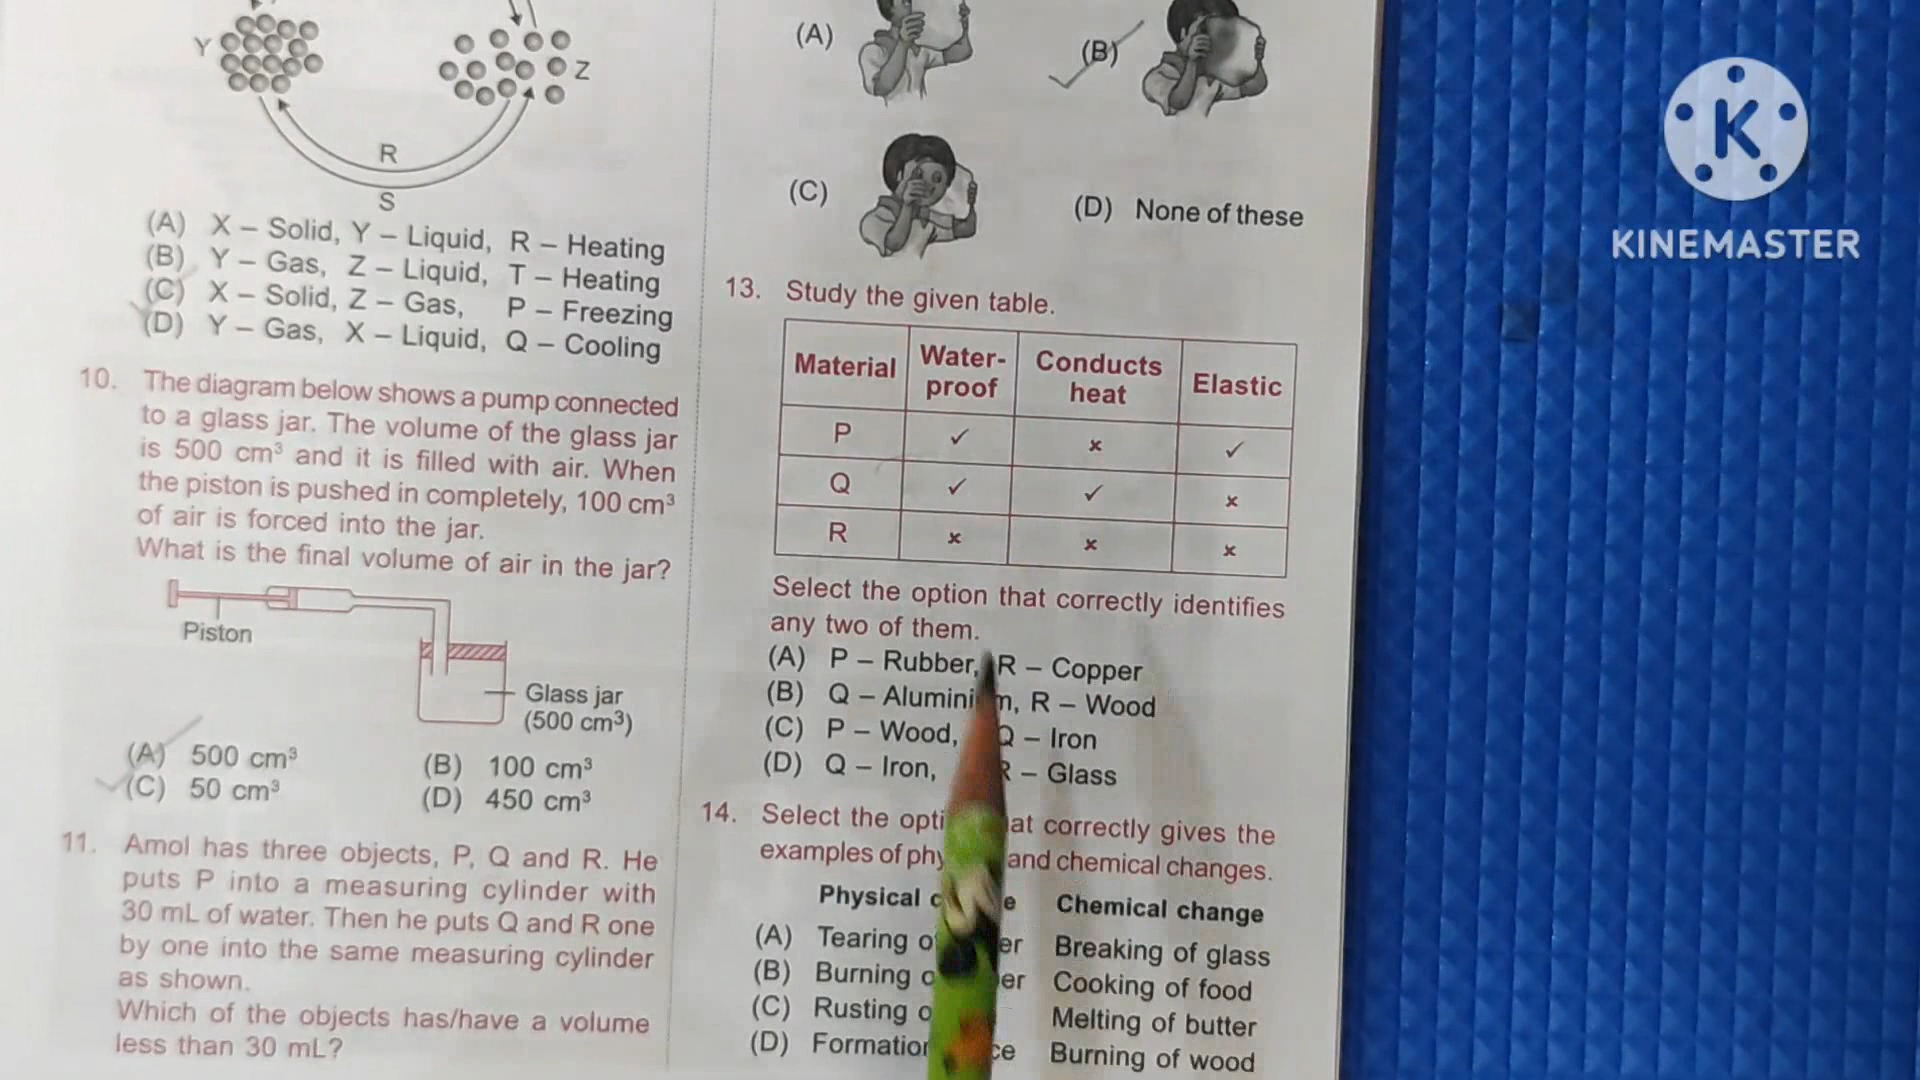 Y
Z
R
S
(A) X – Solid, Y – Liquid, R – Heating
(B) Y – Gas, Z – Liquid, T – Heating
(C) X – Solid, Z – Gas, P – Freezing
(D) Y – Gas, X – Liquid, Q – Cooling
10. The diagram below shows a pump connected
to a glass jar. The volume of the glass jar
is 500 cm³ and it is filled with air. When
the piston is pushed in completely, 100 cm³
of air is forced into the jar.
What is the final volume of air in the jar?
Piston
Glass jar
(500 cm³)
(A) 500 cm³ (B) 100 cm³
(C) 50 cm³ (D) 450 cm³
11. Amol has three objects, P, Q and R. He
puts P into a measuring cylinder with
30 mL of water. Then he puts Q and R one
by one into the same measuring cylinder
as shown.
Which of the objects has/have a volume
less than 30 mL?
(A) (B)
(C) (D) None of these
13. Study the given table.
Material Water-proof Conducts heat Elastic
P ✓ × ✓
Q ✓ ✓ ×
R × × ×
Select the option that correctly identifies
any two of them.
(A) P – Rubber, R – Copper
(B) Q – Aluminium, R – Wood
(C) P – Wood, Q – Iron
(D) Q – Iron, R – Glass
14. Select the that correctly gives the
examples of and chemical changes.
Physical Chemical change
(A) Tearing Breaking of glass
(B) Burning Cooking of food
(C) Rusting Melting of butter
(D) Formation Burning of wood
K
KINEMASTER